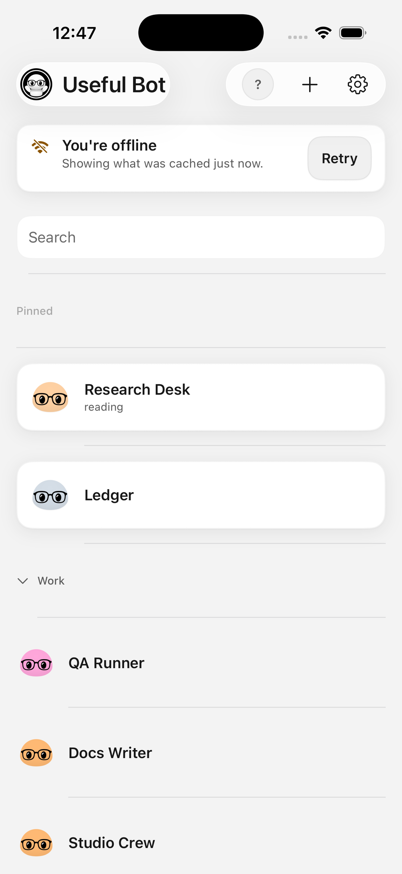 12:47
Useful Bot
?
You're offline
Showing what was cached just now.
Retry
Search
Pinned
Research Desk
reading
Ledger
Work
QA Runner
Docs Writer
Studio Crew